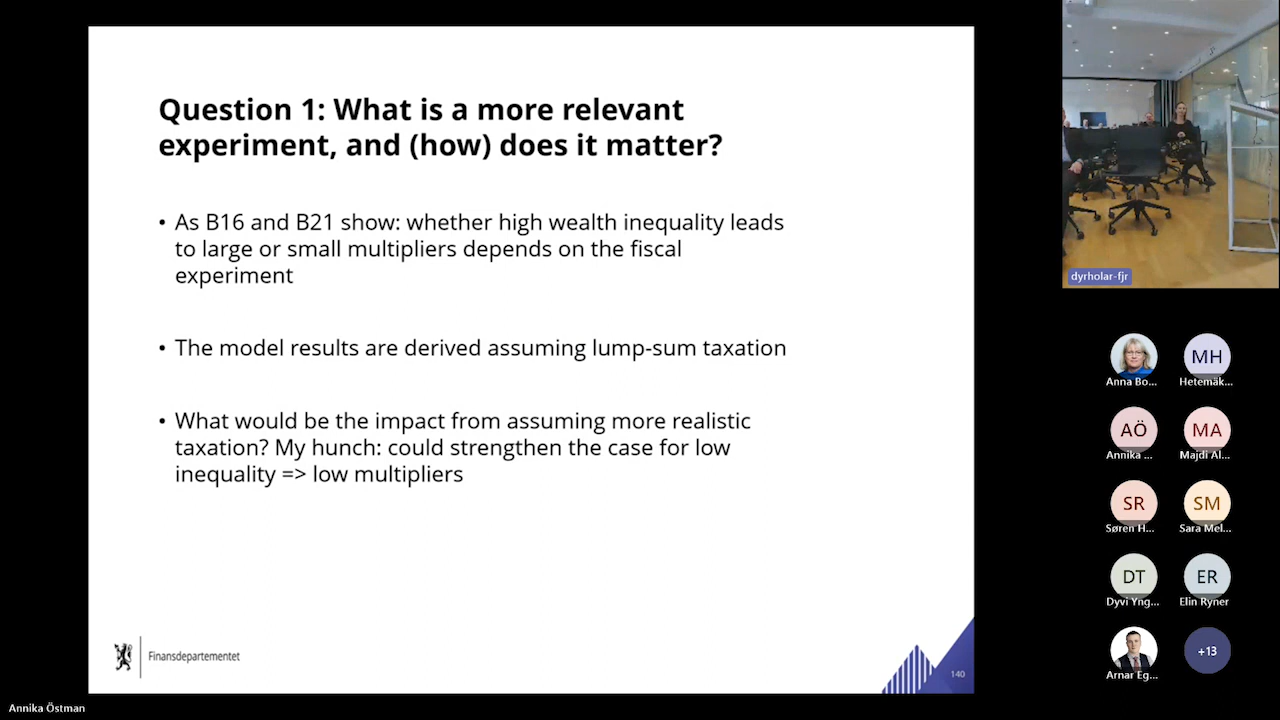 Question 1: What is a more relevant
experiment, and (how) does it matter?
• As B16 and B21 show: whether high wealth inequality leads
to large or small multipliers depends on the fiscal
experiment
• The model results are derived assuming lump-sum taxation
• What would be the impact from assuming more realistic
taxation? My hunch: could strengthen the case for low
inequality => low multipliers
Finansdepartementet
140
Annika Östman
dyrholar-fjr
Anna Bo...
MH
Hetemäk...
AÖ
Annika ...
MA
Majdi Al...
SR
Søren H...
SM
Sara Mel...
DT
Dyvi Yng...
ER
Elin Ryner
Arnar Eg...
+13